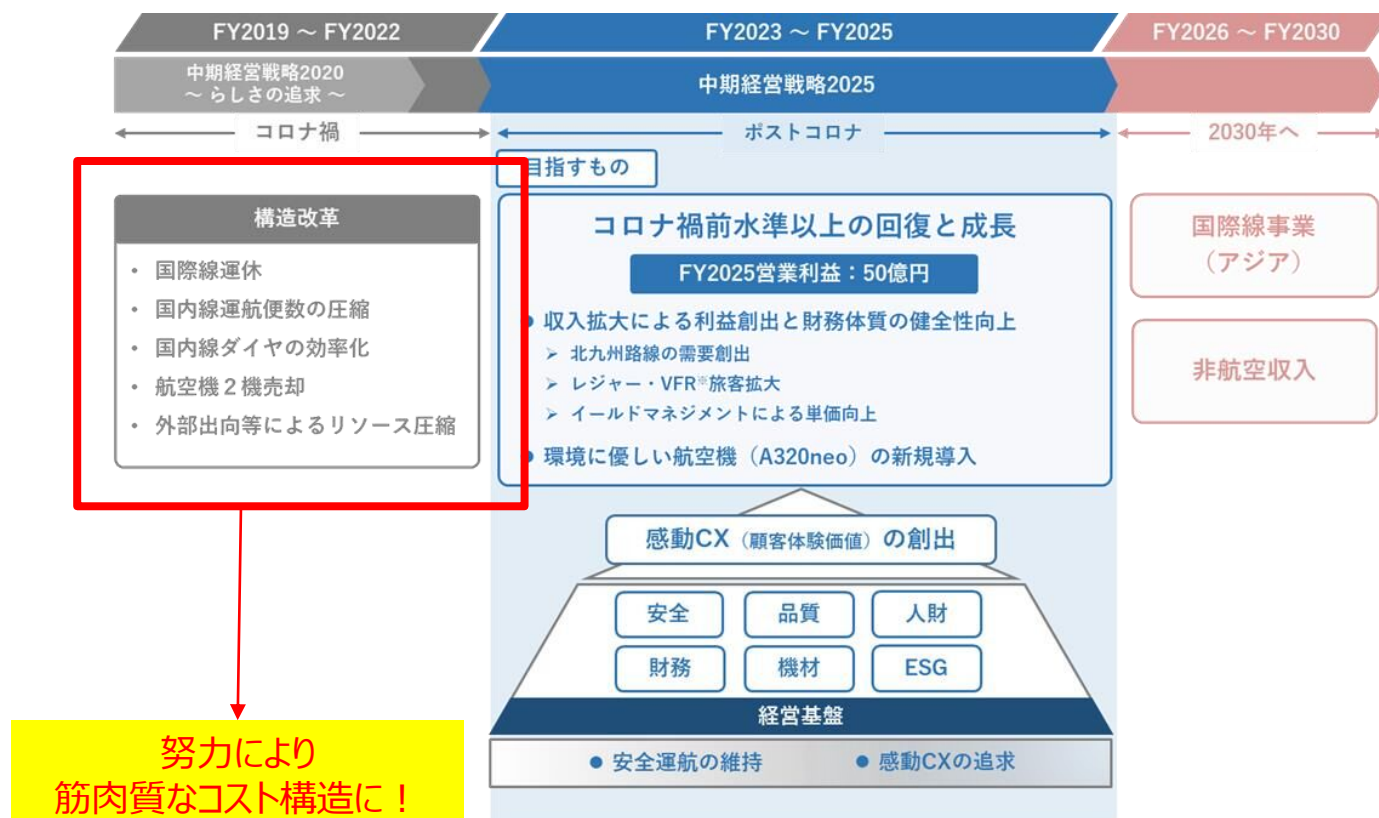 FY2019 ～ FY2022
FY2023 ～ FY2025
FY2026 ～ FY2030
中期経営戦略2020
～ らしさの追求 ～
中期経営戦略2025
コロナ禍
ポストコロナ
2030年へ
目指すもの
構造改革
• 国際線運休
• 国内線運航便数の圧縮
• 国内線ダイヤの効率化
• 航空機２機売却
• 外部出向等によるリソース圧縮
コロナ禍前水準以上の回復と成長
FY2025営業利益：50億円
● 収入拡大による利益創出と財務体質の健全性向上
➢ 北九州路線の需要創出
➢ レジャー・VFR※旅客拡大
➢ イールドマネジメントによる単価向上
● 環境に優しい航空機（A320neo）の新規導入
国際線事業
（アジア）
非航空収入
感動CX（顧客体験価値）の創出
安全
品質
人財
財務
機材
ESG
経営基盤
● 安全運航の維持
● 感動CXの追求
努力により
筋肉質なコスト構造に！